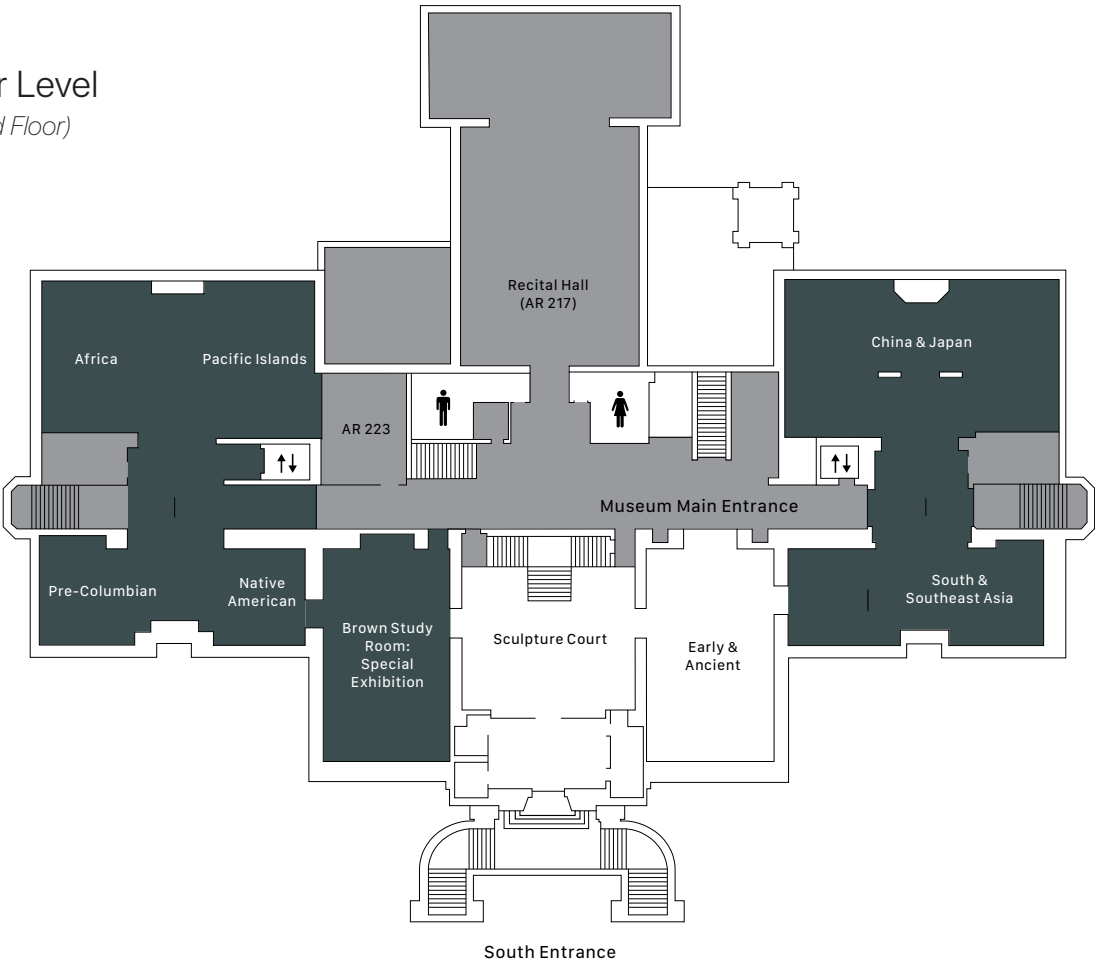 r Level
d Floor)
Recital Hall
(AR 217)
China & Japan
Africa
Pacific Islands
AR 223
Museum Main Entrance
Pre-Columbian
Native
American
South &
Southeast Asia
Brown Study
Room:
Special
Exhibition
Sculpture Court
Early &
Ancient
South Entrance